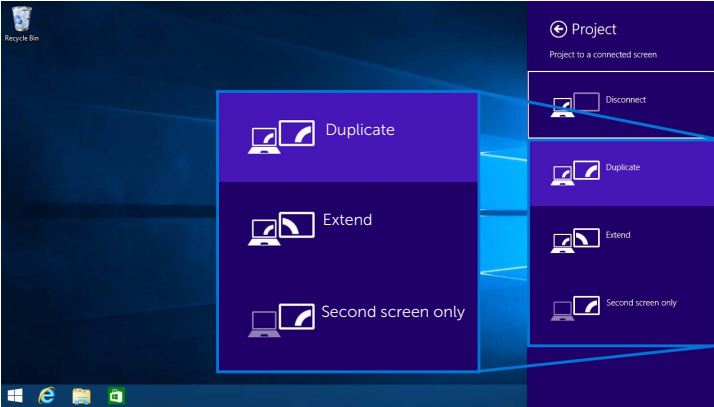 Recycle Bin
Project
Project to a connected screen
Disconnect
Duplicate
Extend
Second screen only
Duplicate
Extend
Second screen only